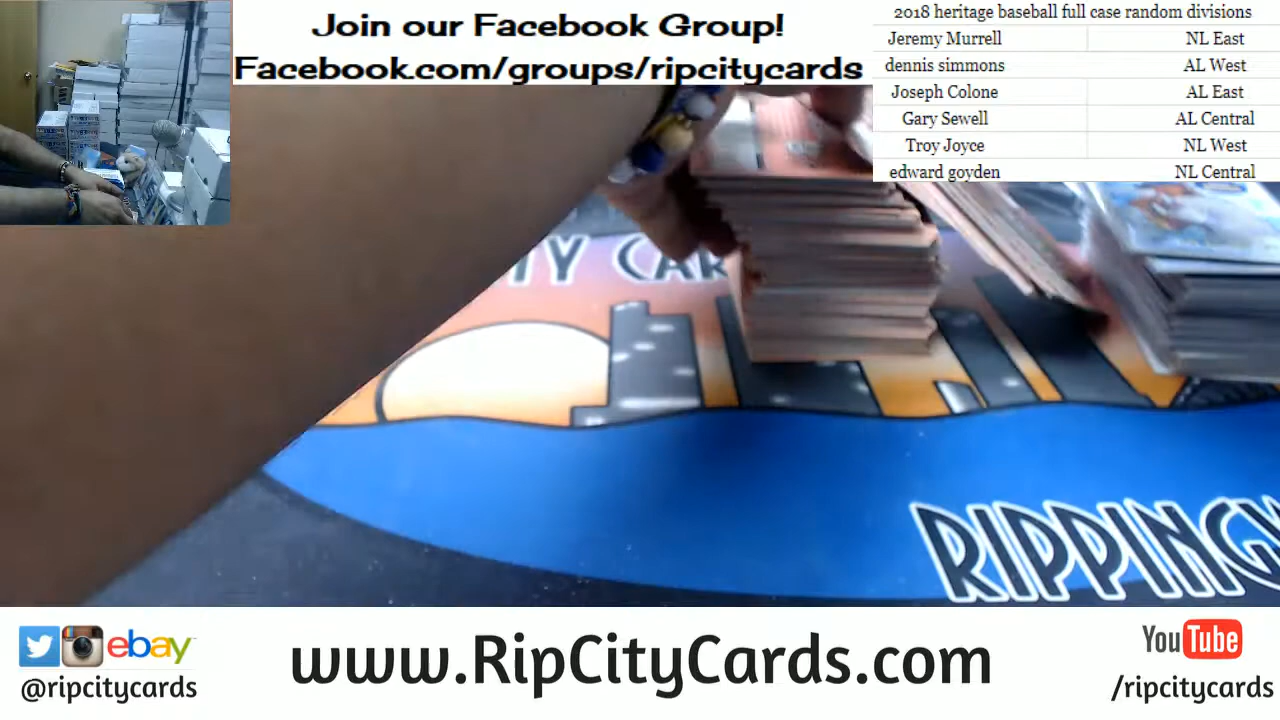 Join our Facebook Group!
Facebook.com/groups/ripcitycards
2018 heritage baseball full case random divisions
Jeremy Murrell NL East
dennis simmons AL West
Joseph Colone AL East
Gary Sewell AL Central
Troy Joyce NL West
edward goyden NL Central
RIPPING
ebay
@ripcitycards
www.RipCityCards.com
YouTube
/ripcitycards